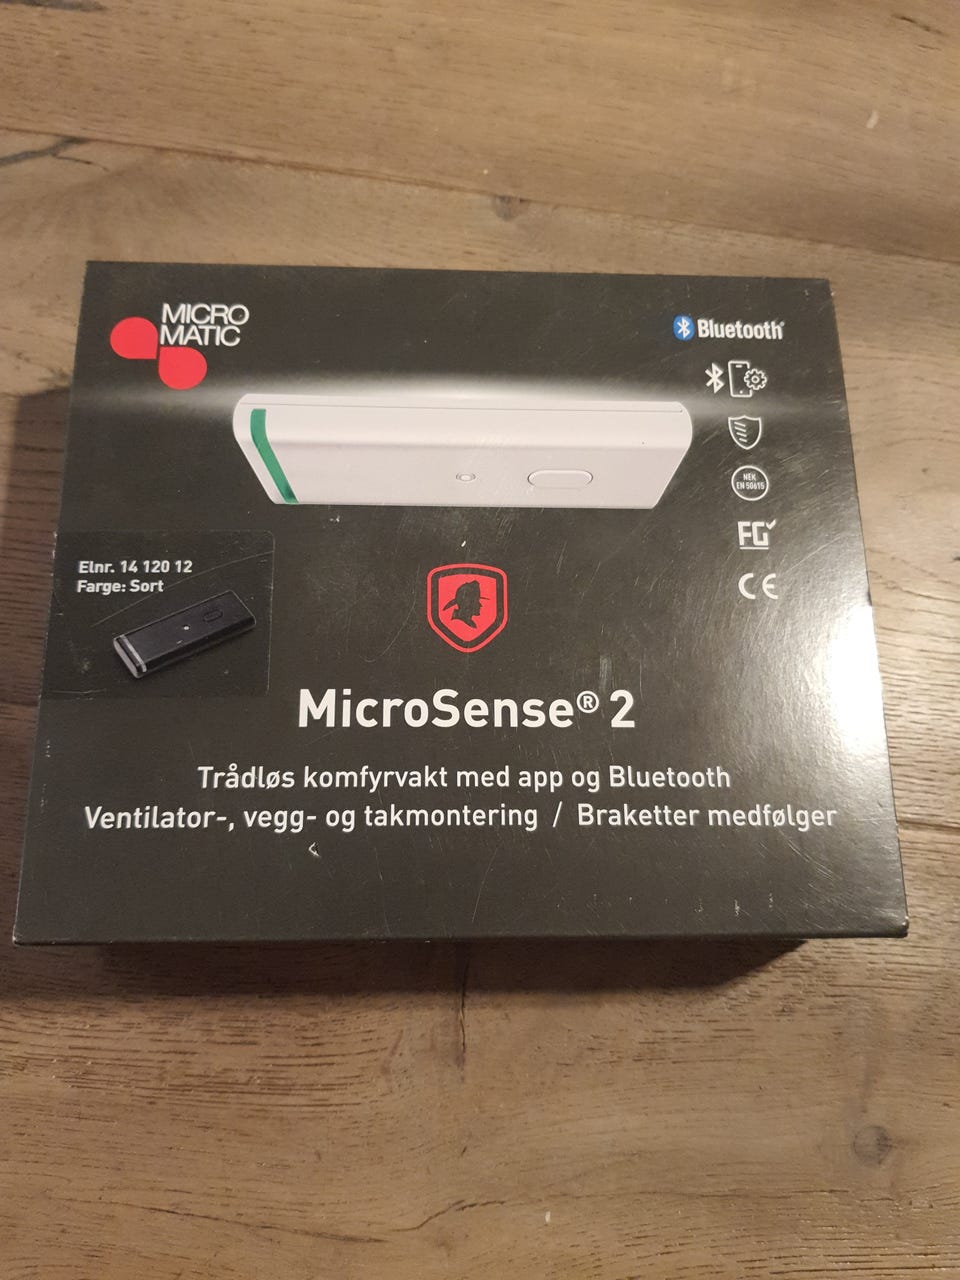 MICRO
MATIC
Bluetooth®
NEK
EN 50615
FG
CE
Elnr. 14 120 12
Farge: Sort
MicroSense® 2
Trådløs komfyrvakt med app og Bluetooth
Ventilator-, vegg- og takmontering / Braketter medfølger